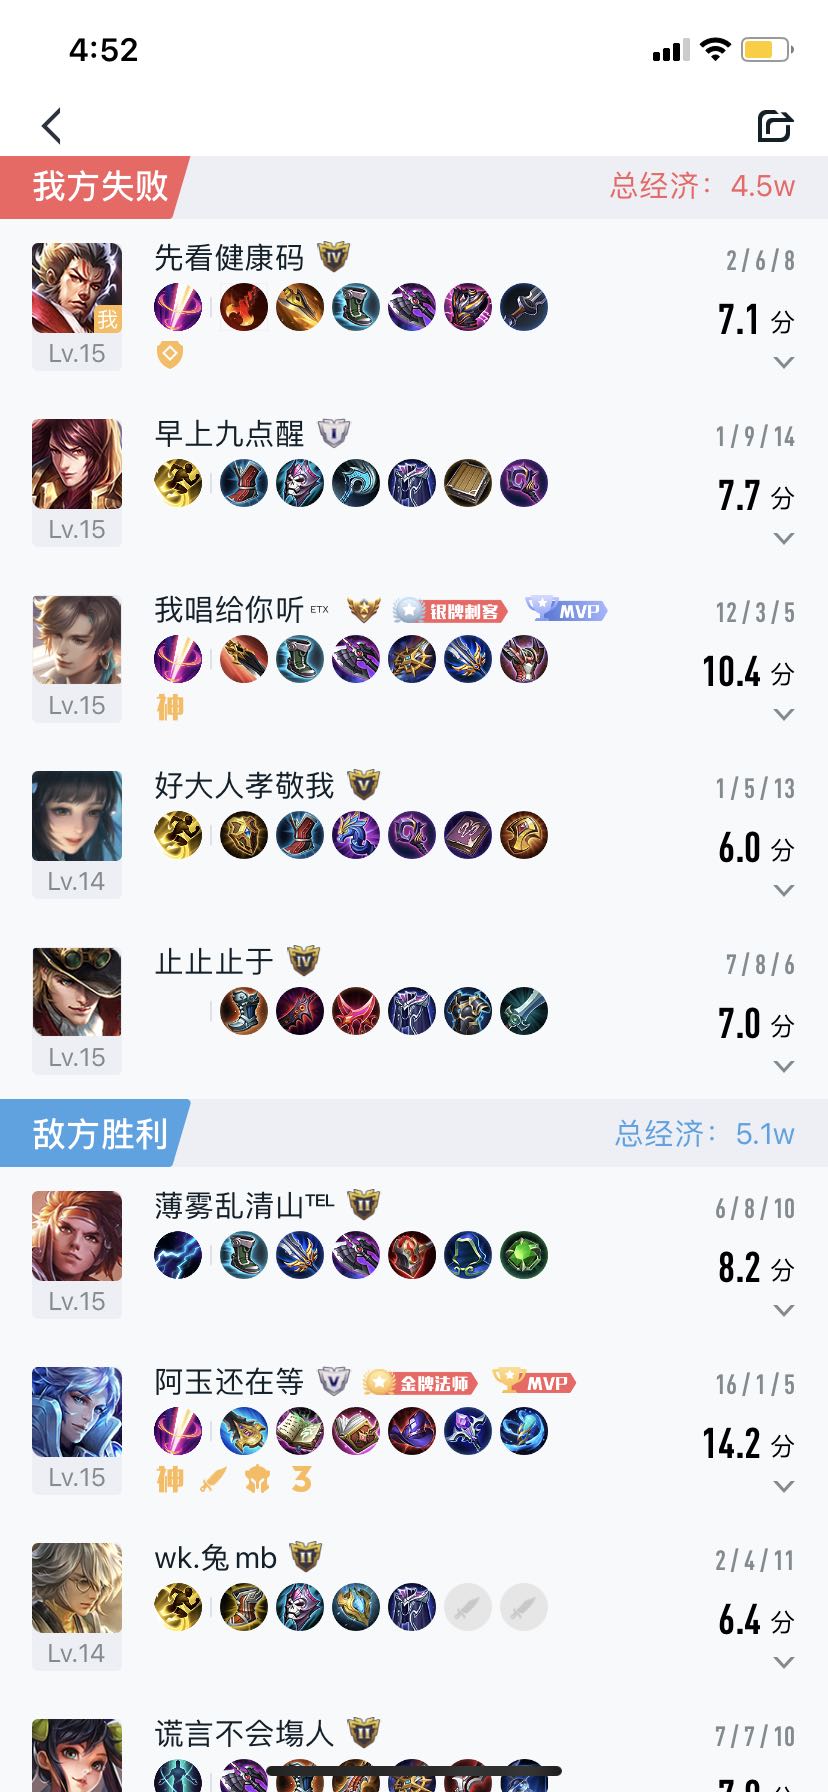 4:52
我方失败
总经济： 4.5w
先看健康码 IV
2/6/8
我
7.1 分
Lv.15
早上九点醒 I
1/9/14
7.7 分
Lv.15
我唱给你听 ETX 银牌刺客 MVP
12/3/5
10.4 分
Lv.15
神
好大人孝敬我 V
1/5/13
6.0 分
Lv.14
止止止于 IV
7/8/6
7.0 分
Lv.15
敌方胜利
总经济： 5.1w
薄雾乱清山TEL II
6/8/10
8.2 分
Lv.15
阿玉还在等 V 金牌法师 MVP
16/1/5
14.2 分
Lv.15
神 3
wk.兔mb II
2/4/11
6.4 分
Lv.14
谎言不会塲人 II
7/7/10